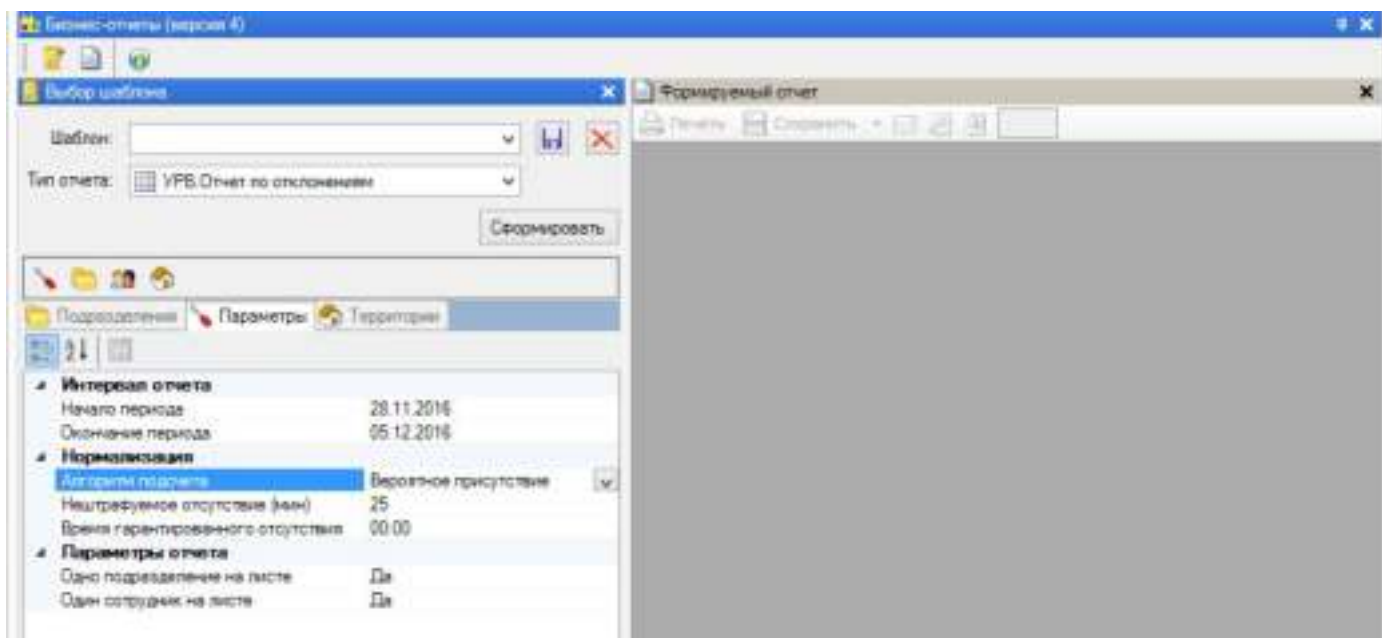 Бизнес-отчеты (версия 4)
Выбор шаблона
Шаблон:
Тип отчета: УРВ.Отчет по отклонениям
Сформировать
Подразделения Параметры Территории
Интервал отчета
Начало периода 28.11.2016
Окончание периода 05.12.2016
Нормализация
Алгоритм подсчета Вероятное присутствие
Нештрафуемое отсутствие (мин) 25
Время гарантированного отсутствия 00:00
Параметры отчета
Одно подразделение на листе Да
Один сотрудник на листе Да
Формируемый отчет
Печать Сохранить